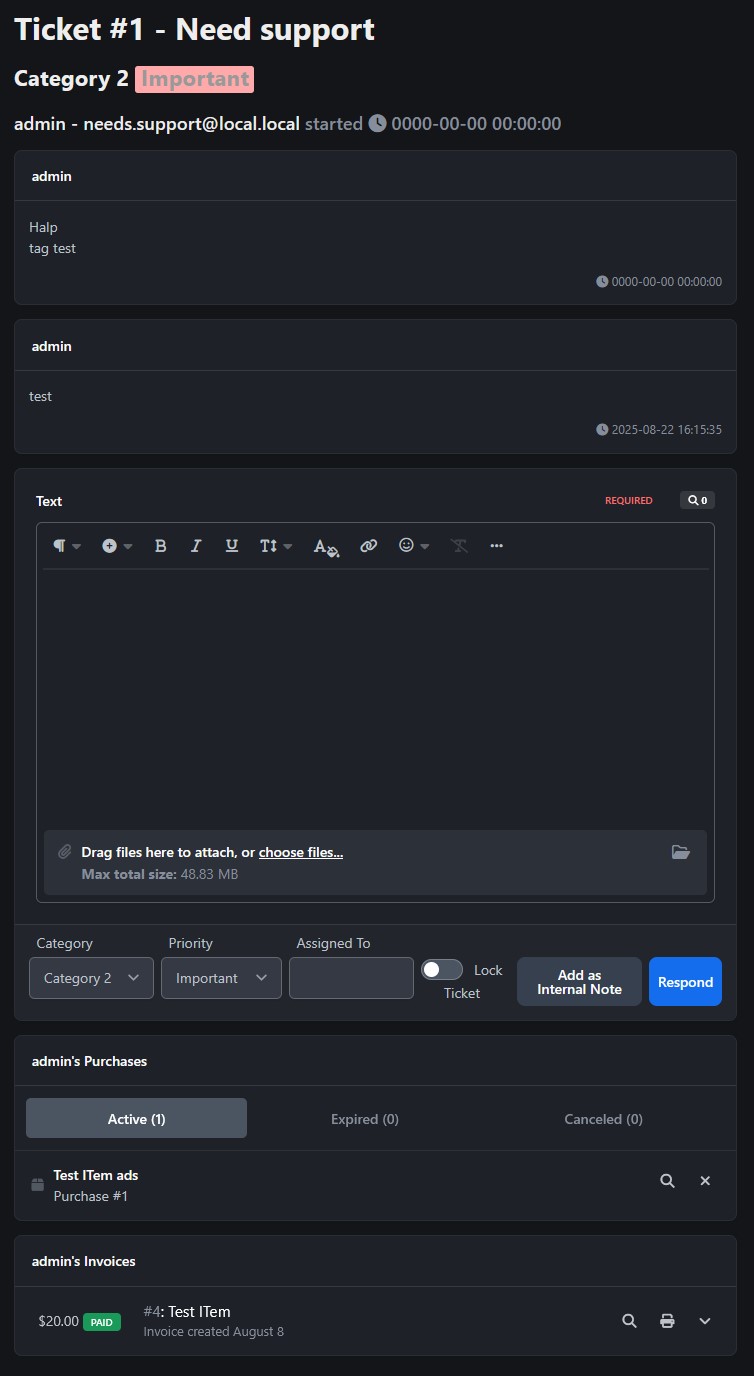 Ticket #1 - Need support
Category 2 Important
admin - needs.support@local.local started 0000-00-00 00:00:00
admin
Halp
tag test
0000-00-00 00:00:00
admin
test
2025-08-22 16:15:35
Text REQUIRED 0
Drag files here to attach, or choose files...
Max total size: 48.83 MB
Category Priority Assigned To
Category 2 Important Lock Ticket Add as Internal Note Respond
admin's Purchases
Active (1) Expired (0) Canceled (0)
Test ITem ads
Purchase #1
admin's Invoices
$20.00 PAID #4: Test ITem
Invoice created August 8